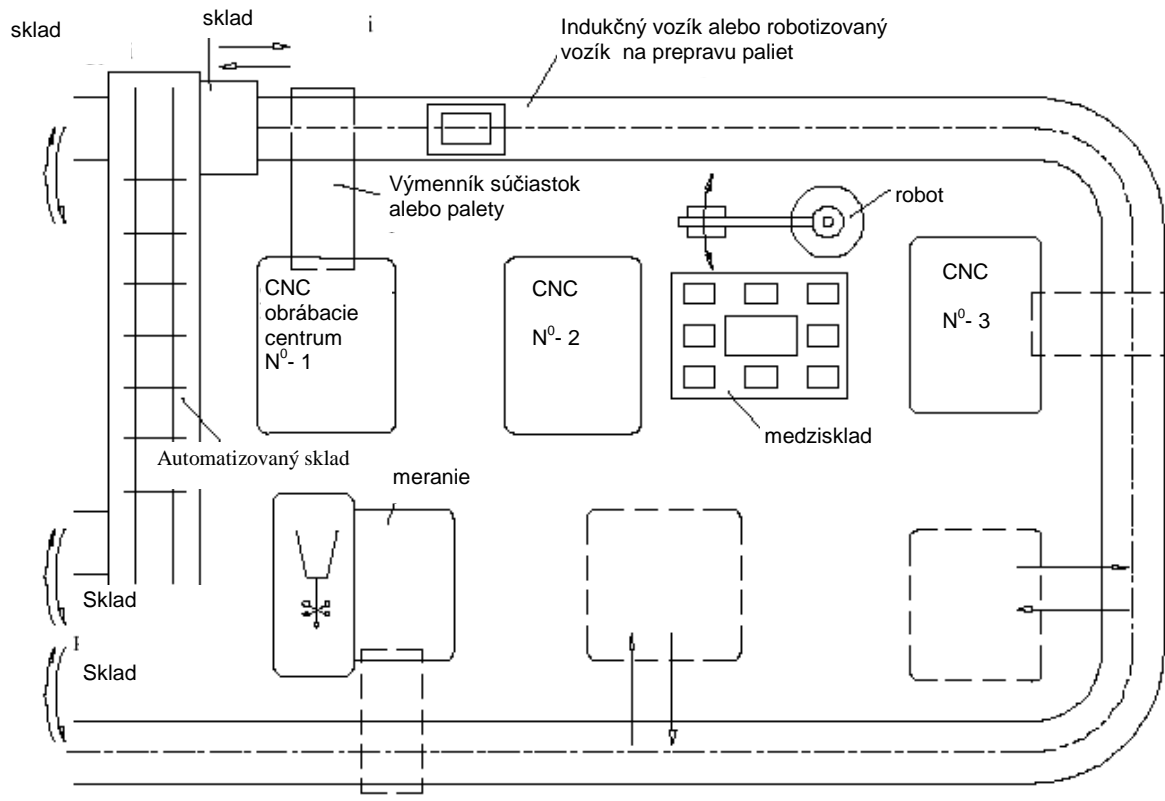 sklad
sklad
i
Indukčný vozík alebo robotizovaný
vozík na prepravu paliet
Výmenník súčiastok
alebo palety
robot
CNC
obrábacie
centrum
N⁰- 1
CNC
N⁰- 2
CNC
N⁰- 3
medzisklad
Automatizovaný sklad
meranie
Sklad
Sklad